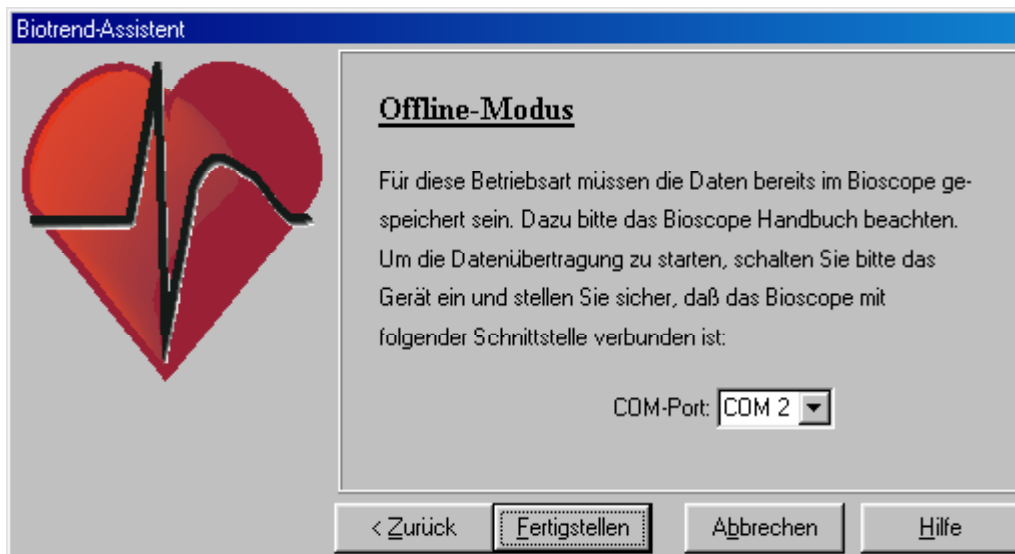 Biotrend-Assistent
Offline-Modus
Für diese Betriebsart müssen die Daten bereits im Bioscope ge-
speichert sein. Dazu bitte das Bioscope Handbuch beachten.
Um die Datenübertragung zu starten, schalten Sie bitte das
Gerät ein und stellen Sie sicher, daß das Bioscope mit
folgender Schnittstelle verbunden ist:
COM-Port: COM 2
< Zurück Fertigstellen Abbrechen Hilfe